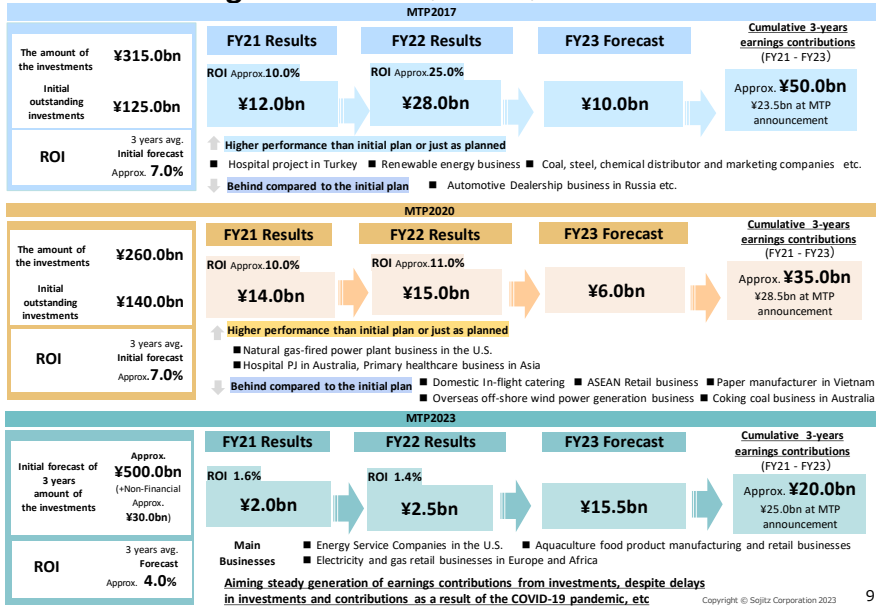 MTP2017
The amount of
the investments
¥315.0bn
Initial
outstanding
investments
¥125.0bn
ROI
3 years avg.
Initial forecast
Approx. 7.0%
FY21 Results
FY22 Results
FY23 Forecast
Cumulative 3-years
earnings contributions
(FY21 - FY23)
ROI Approx.10.0%
ROI Approx.25.0%
¥12.0bn
¥28.0bn
¥10.0bn
Approx. ¥50.0bn
¥23.5bn at MTP
announcement
Higher performance than initial plan or just as planned
■ Hospital project in Turkey ■ Renewable energy business ■ Coal, steel, chemical distributor and marketing companies etc.
Behind compared to the initial plan ■ Automotive Dealership business in Russia etc.
MTP2020
The amount of
the investments
¥260.0bn
Initial
outstanding
investments
¥140.0bn
ROI
3 years avg.
Initial forecast
Approx. 7.0%
FY21 Results
FY22 Results
FY23 Forecast
Cumulative 3-years
earnings contributions
(FY21 - FY23)
ROI Approx.10.0%
ROI Approx.11.0%
¥14.0bn
¥15.0bn
¥6.0bn
Approx. ¥35.0bn
¥28.5bn at MTP
announcement
Higher performance than initial plan or just as planned
■Natural gas-fired power plant business in the U.S.
■Hospital PJ in Australia, Primary healthcare business in Asia
Behind compared to the initial plan ■ Domestic In-flight catering ■ ASEAN Retail business ■Paper manufacturer in Vietnam
■ Overseas off-shore wind power generation business ■ Coking coal business in Australia
MTP2023
Initial forecast of
3 years
amount of
the investments
Approx.
¥500.0bn
(+Non-Financial
Approx.
¥30.0bn)
ROI
3 years avg.
Forecast
Approx. 4.0%
FY21 Results
FY22 Results
FY23 Forecast
Cumulative 3-years
earnings contributions
(FY21 - FY23)
ROI 1.6%
ROI 1.4%
¥2.0bn
¥2.5bn
¥15.5bn
Approx. ¥20.0bn
¥25.0bn at MTP
announcement
Main
Businesses
■ Energy Service Companies in the U.S. ■ Aquaculture food product manufacturing and retail businesses
■ Electricity and gas retail businesses in Europe and Africa
Aiming steady generation of earnings contributions from investments, despite delays
in investments and contributions as a result of the COVID-19 pandemic, etc
Copyright © Sojitz Corporation 2023
9